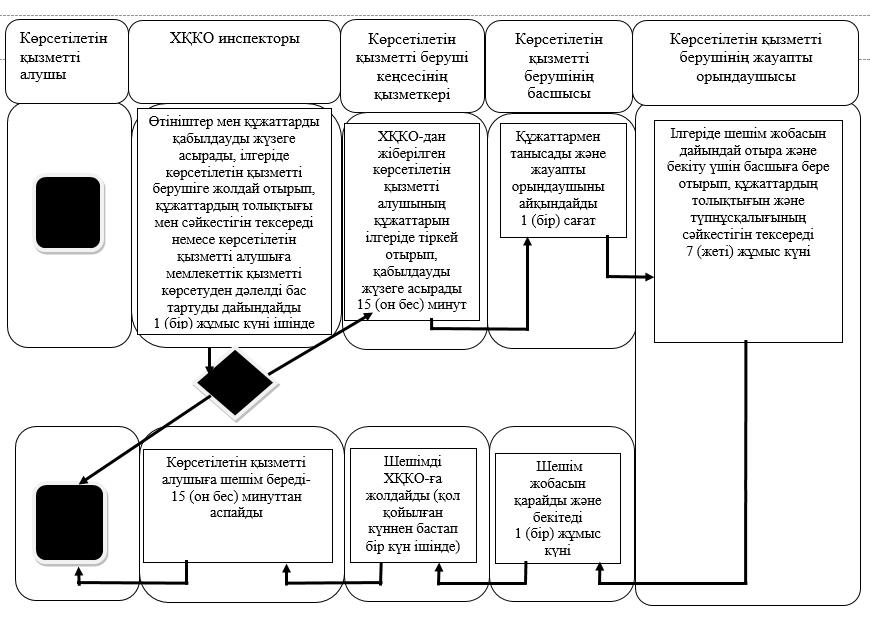 Көрсетілетін
қызметті
алушы
ХҚКО инспекторы
Көрсетілетін
қызметті беруші
кеңсесінің
қызметкері
Көрсетілетін
қызметті
берушінің
басшысы
Көрсетілетін қызметті
берушінің жауапты
орындаушысы
Өтініштер мен құжаттарды
қабылдауды жүзеге
асырады, ілгеріде
көрсетілетін қызметті
берушіге жолдай отырып,
құжаттардың толықтығы
мен сәйкестігін тексереді
немесе көрсетілетін
қызметті алушыға
мемлекеттік қызметті
көрсетуден дәлелді бас
тартуды дайындайды
1 (бір) жұмыс күні ішінде
ХҚКО-дан
жіберілген
көрсетілетін
қызметті
алушының
құжаттарын
ілгеріде тіркей
отырып,
қабылдауды
жүзеге асырады
15 (он бес) минут
Құжаттармен
танысады және
жауапты
орындаушыны
айқындайды
1 (бір) сағат
Ілгеріде шешім жобасын
дайындай отыра және
бекіту үшін басшыға бере
отырып, құжаттардың
толықтығын және
түпнұсқалығының
сәйкестігін тексереді
7 (жеті) жұмыс күні
Көрсетілетін қызметті
алушыға шешім береді-
15 (он бес) минуттан
аспайды
Шешімді
ХҚКО-ға
жолдайды (қол
қойылған
күннен бастап
бір күн ішінде)
Шешім
жобасын
қарайды және
бекітеді
1 (бір) жұмыс
күні